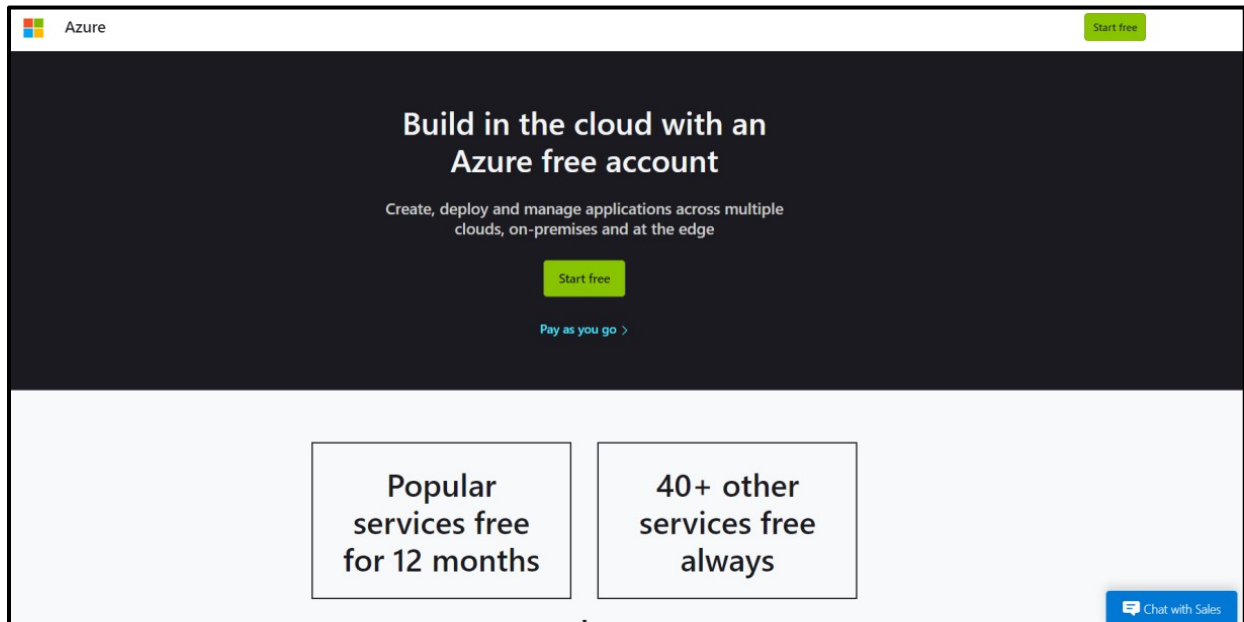 Azure
Start free
Build in the cloud with an
Azure free account
Create, deploy and manage applications across multiple
clouds, on-premises and at the edge
Start free
Pay as you go >
Popular
services free
for 12 months
40+ other
services free
always
Chat with Sales